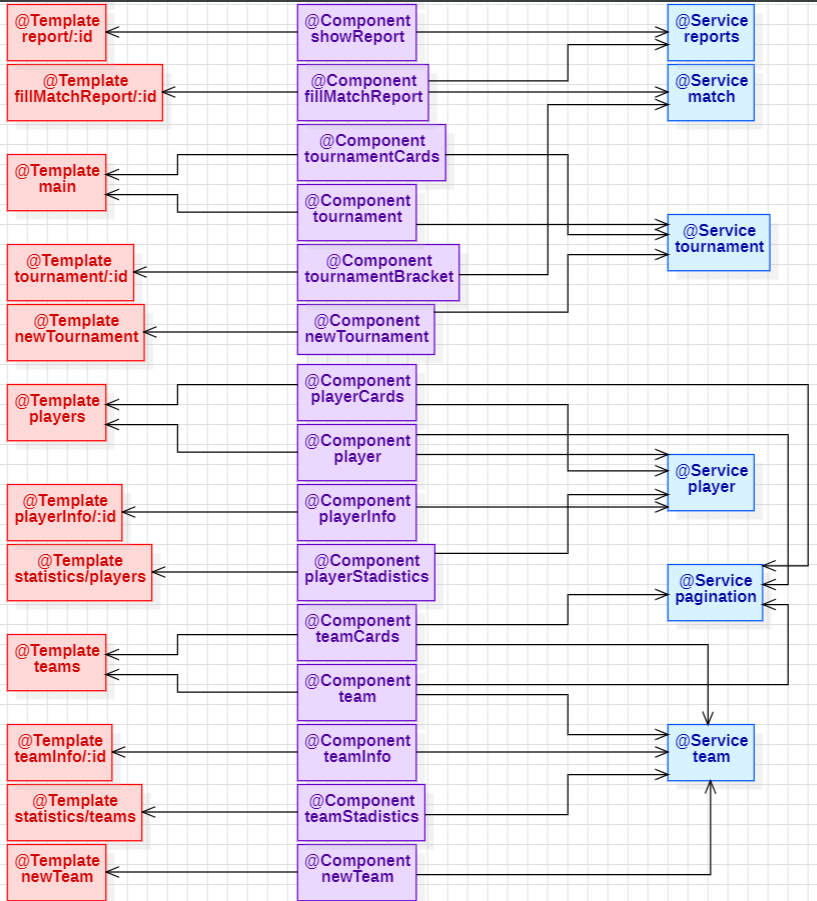 @Template
report/:id
@Component
showReport
@Service
reports
@Template
fillMatchReport/:id
@Component
fillMatchReport
@Service
match
@Component
tournamentCards
@Template
main
@Component
tournament
@Service
tournament
@Template
tournament/:id
@Component
tournamentBracket
@Template
newTournament
@Component
newTournament
@Component
playerCards
@Template
players
@Component
player
@Service
player
@Template
playerInfo/:id
@Component
playerInfo
@Template
statistics/players
@Component
playerStadistics
@Service
pagination
@Component
teamCards
@Template
teams
@Component
team
@Template
teamInfo/:id
@Component
teamInfo
@Service
team
@Template
statistics/teams
@Component
teamStadistics
@Template
newTeam
@Component
newTeam